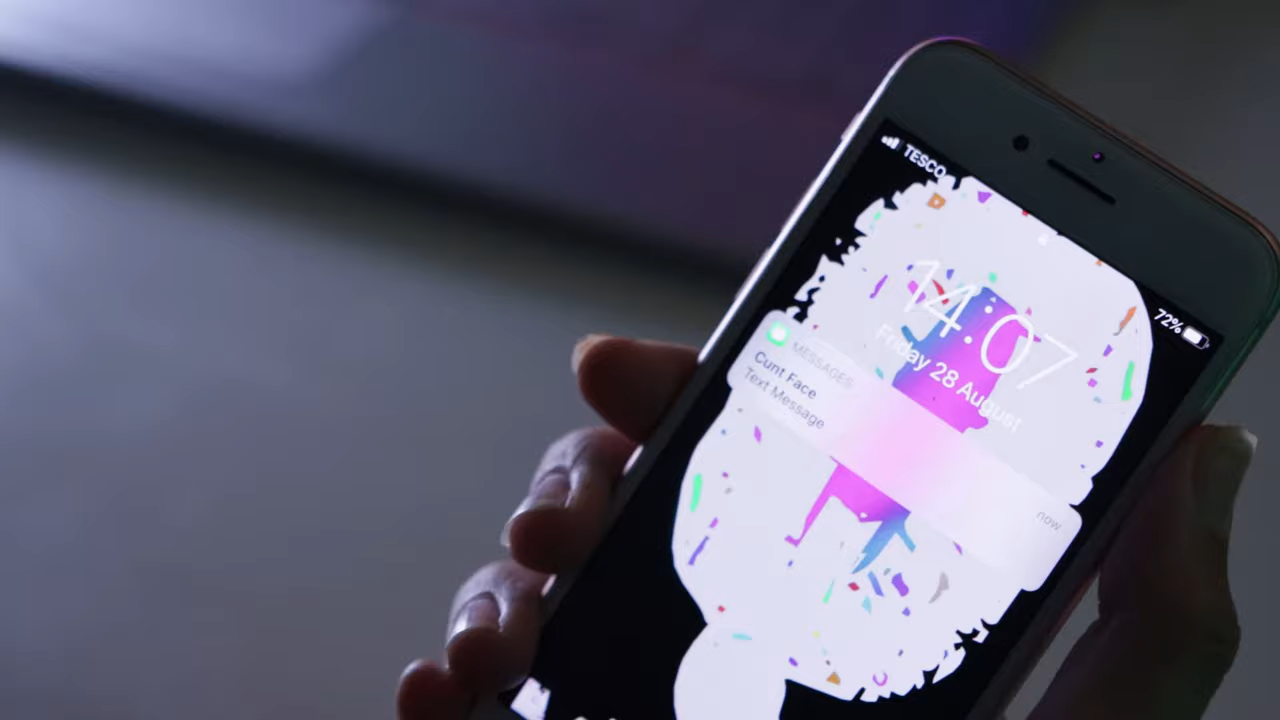 TESCO
72%
14:07
Friday 28 August
MESSAGES
now
Cunt Face
Text Message